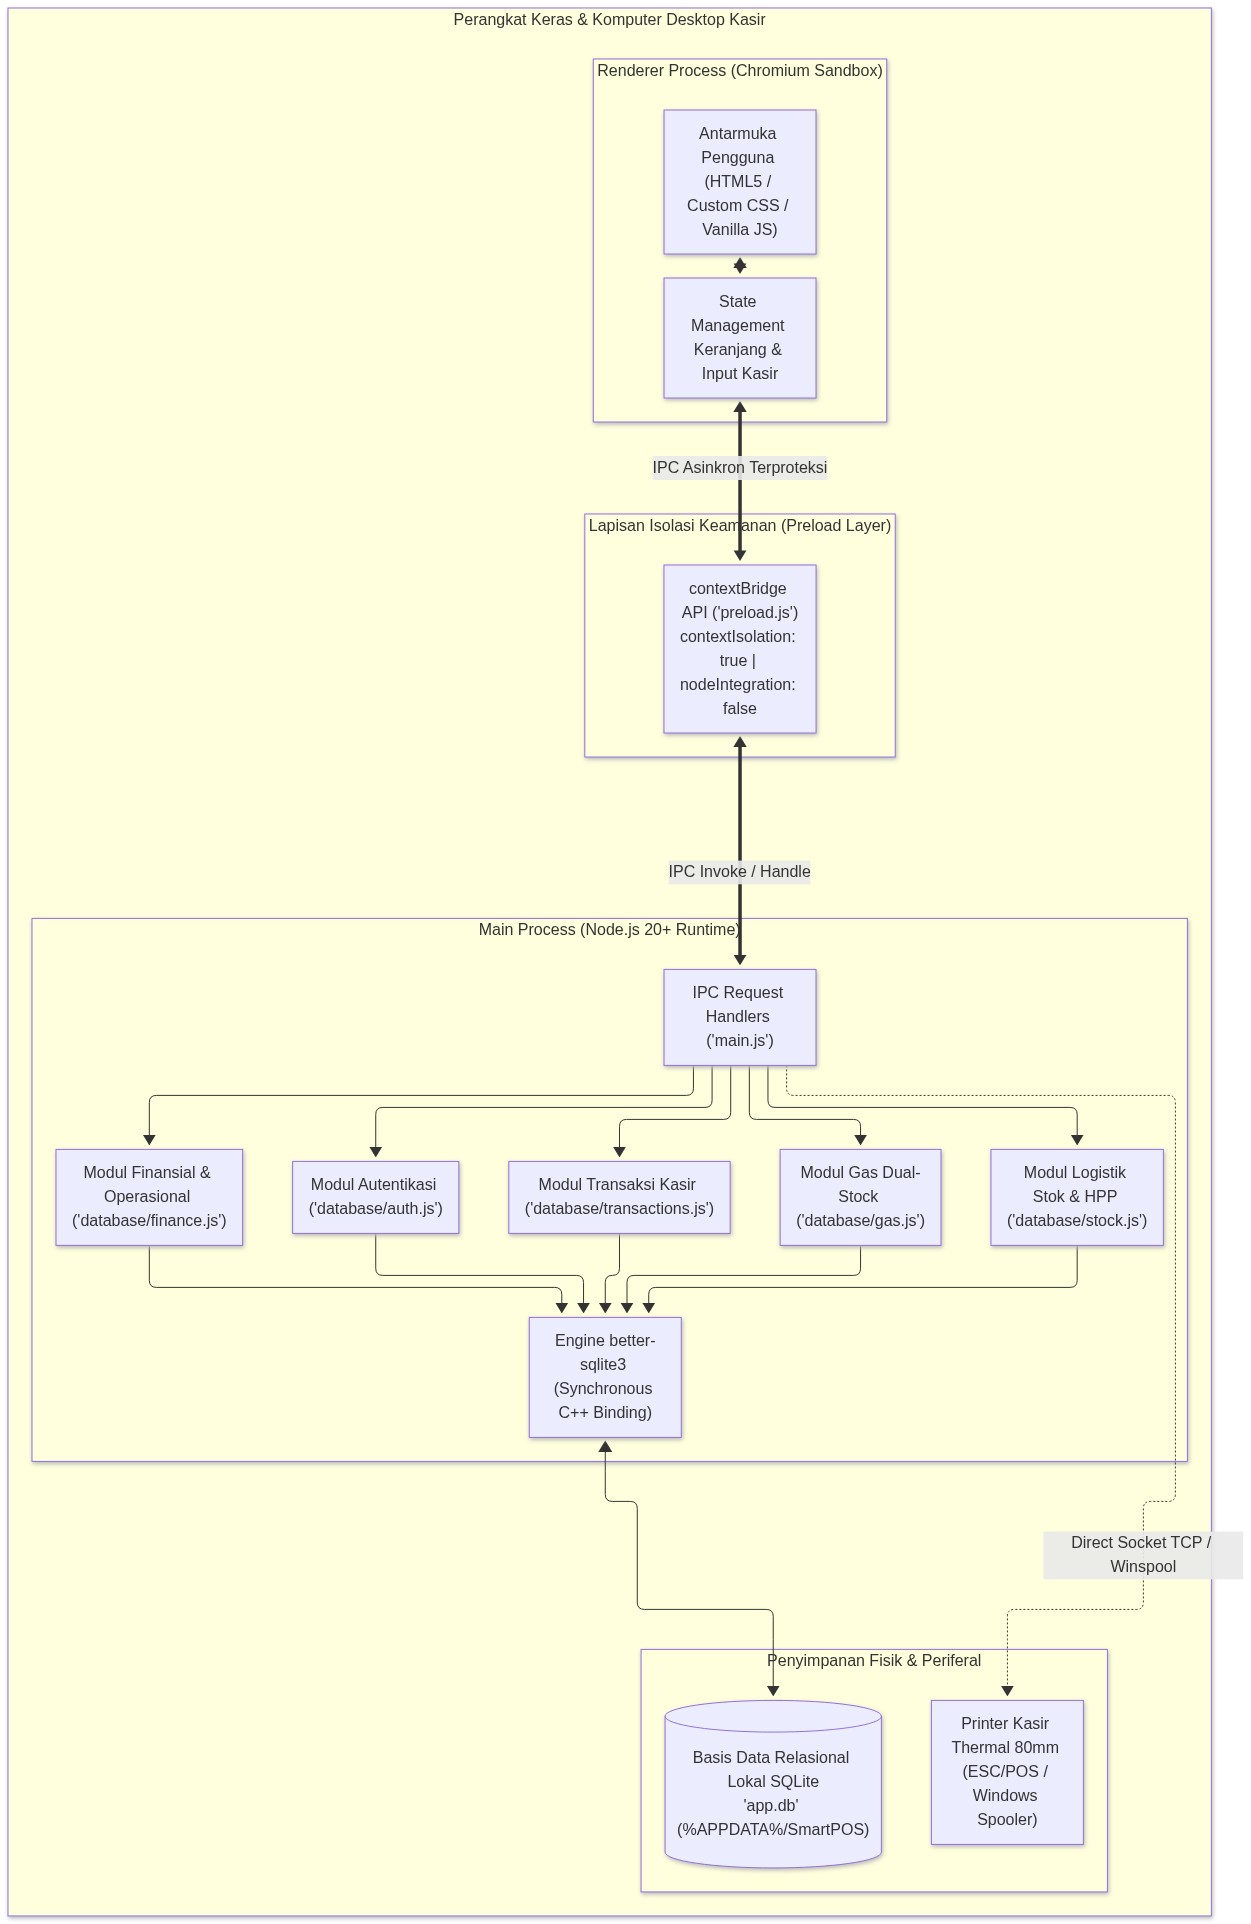 Perangkat Keras & Komputer Desktop Kasir
Renderer Process (Chromium Sandbox)
Antarmuka
Pengguna
(HTML5 /
Custom CSS /
Vanilla JS)
State
Management
Keranjang &
Input Kasir
IPC Asinkron Terproteksi
Lapisan Isolasi Keamanan (Preload Layer)
contextBridge
API ('preload.js')
contextIsolation:
true |
nodeIntegration:
false
IPC Invoke / Handle
Main Process (Node.js 20+ Runtime)
IPC Request
Handlers
('main.js')
Modul Finansial &
Operasional
('database/finance.js')
Modul Autentikasi
('database/auth.js')
Modul Transaksi Kasir
('database/transactions.js')
Modul Gas Dual-
Stock
('database/gas.js')
Modul Logistik
Stok & HPP
('database/stock.js')
Engine better-
sqlite3
(Synchronous
C++ Binding)
Direct Socket TCP /
Winspool
Penyimpanan Fisik & Periferal
Basis Data Relasional
Lokal SQLite
'app.db'
(%APPDATA%/SmartPOS)
Printer Kasir
Thermal 80mm
(ESC/POS /
Windows
Spooler)